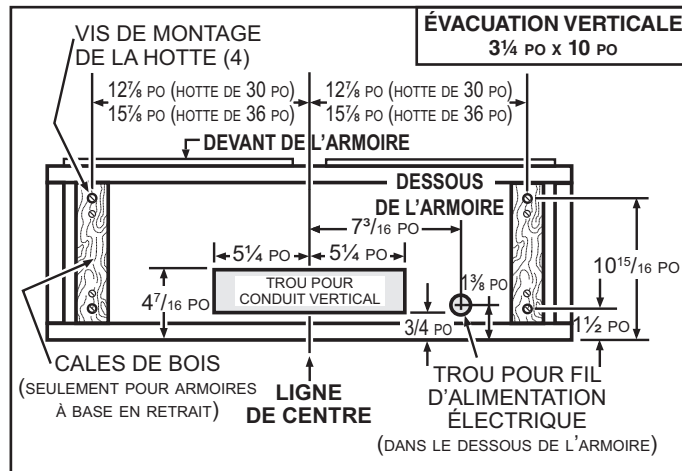 ÉVACUATION VERTICALE
3¼ PO X 10 PO
VIS DE MONTAGE
DE LA HOTTE (4)
12⅞ PO (HOTTE DE 30 PO)
15⅞ PO (HOTTE DE 36 PO)
12⅞ PO (HOTTE DE 30 PO)
15⅞ PO (HOTTE DE 36 PO)
DEVANT DE L’ARMOIRE
DESSOUS
DE L’ARMOIRE
7³/16 PO
5¼ PO
5¼ PO
TROU POUR
CONDUIT VERTICAL
4⁷/16 PO
1⅜ PO
3/4 PO
10¹⁵/16 PO
1½ PO
CALES DE BOIS
(SEULEMENT POUR ARMOIRES
À BASE EN RETRAIT)
LIGNE
DE CENTRE
TROU POUR FIL
D’ALIMENTATION
ÉLECTRIQUE
(DANS LE DESSOUS DE L’ARMOIRE)